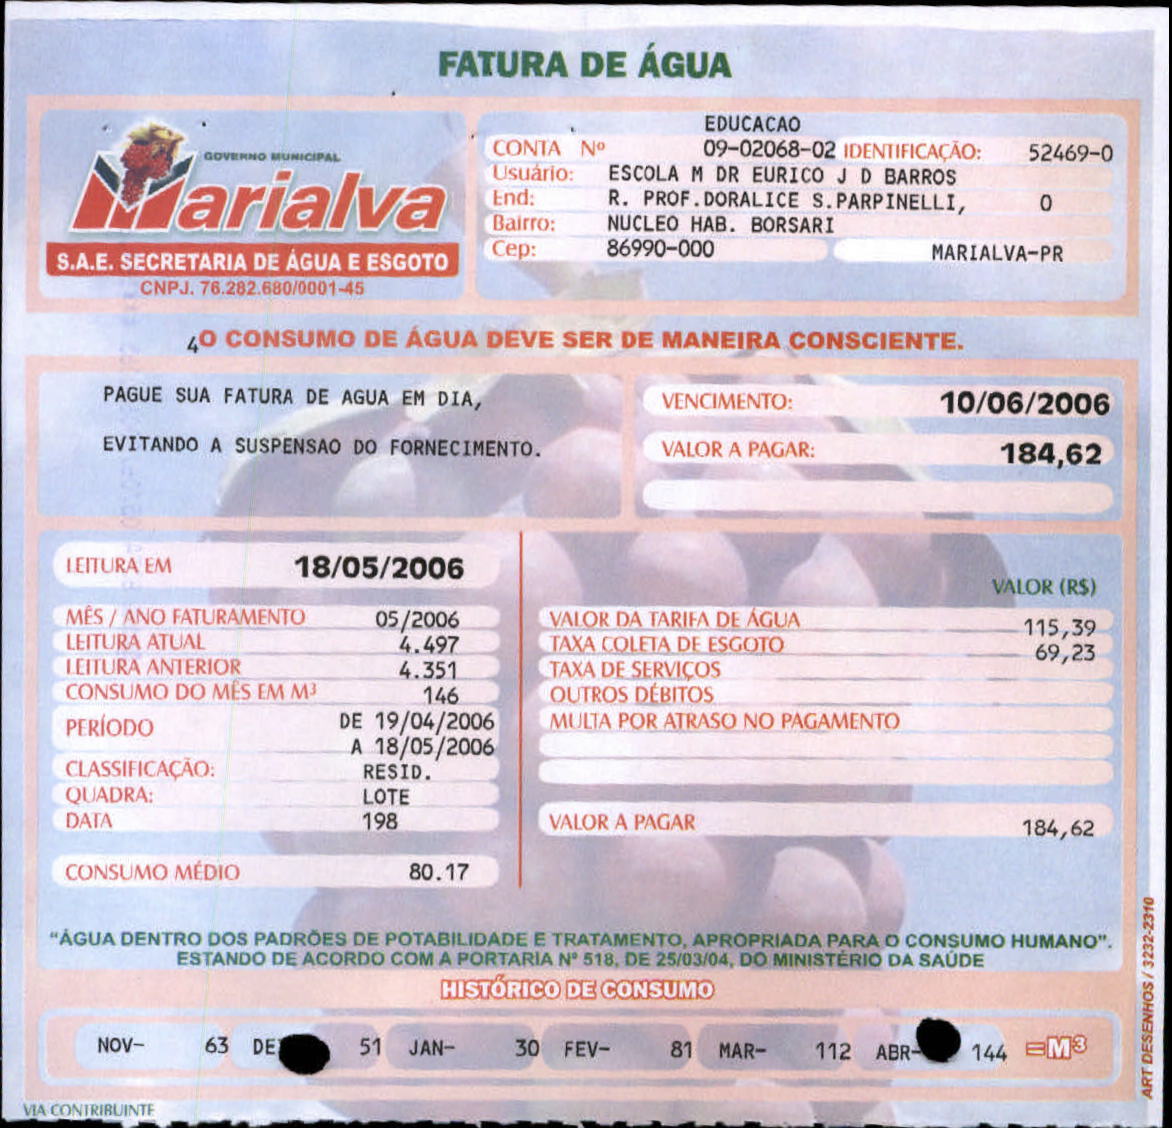 FATURA DE ÁGUA
GOVERNO MUNICIPAL
Marialva
S.A.E. SECRETARIA DE ÁGUA E ESGOTO
CNPJ. 76.282.680/0001-45
EDUCACAO
CONTA Nº 09-02068-02 IDENTIFICAÇÃO: 52469-0
Usuário: ESCOLA M DR EURICO J D BARROS
End: R. PROF.DORALICE S.PARPINELLI, 0
Bairro: NUCLEO HAB. BORSARI
Cep: 86990-000 MARIALVA-PR
4O CONSUMO DE ÁGUA DEVE SER DE MANEIRA CONSCIENTE.
PAGUE SUA FATURA DE AGUA EM DIA,
EVITANDO A SUSPENSAO DO FORNECIMENTO.
VENCIMENTO: 10/06/2006
VALOR A PAGAR: 184,62
LEITURA EM 18/05/2006
MÊS / ANO FATURAMENTO 05/2006
LEITURA ATUAL 4.497
LEITURA ANTERIOR 4.351
CONSUMO DO MÊS EM M³ 146
PERÍODO DE 19/04/2006
A 18/05/2006
CLASSIFICAÇÃO: RESID.
QUADRA: LOTE
DATA 198
CONSUMO MÉDIO 80.17
VALOR (R$)
VALOR DA TARIFA DE ÁGUA 115,39
TAXA COLETA DE ESGOTO 69,23
TAXA DE SERVIÇOS
OUTROS DÉBITOS
MULTA POR ATRASO NO PAGAMENTO
VALOR A PAGAR 184,62
"ÁGUA DENTRO DOS PADRÕES DE POTABILIDADE E TRATAMENTO, APROPRIADA PARA O CONSUMO HUMANO".
ESTANDO DE ACORDO COM A PORTARIA Nº 518, DE 25/03/04, DO MINISTÉRIO DA SAÚDE
HISTÓRICO DE CONSUMO
NOV- 63 DE 51 JAN- 30 FEV- 81 MAR- 112 ABR- 144 =M³
VIA CONTRIBUINTE
ART DESENHOS / 3232-2310